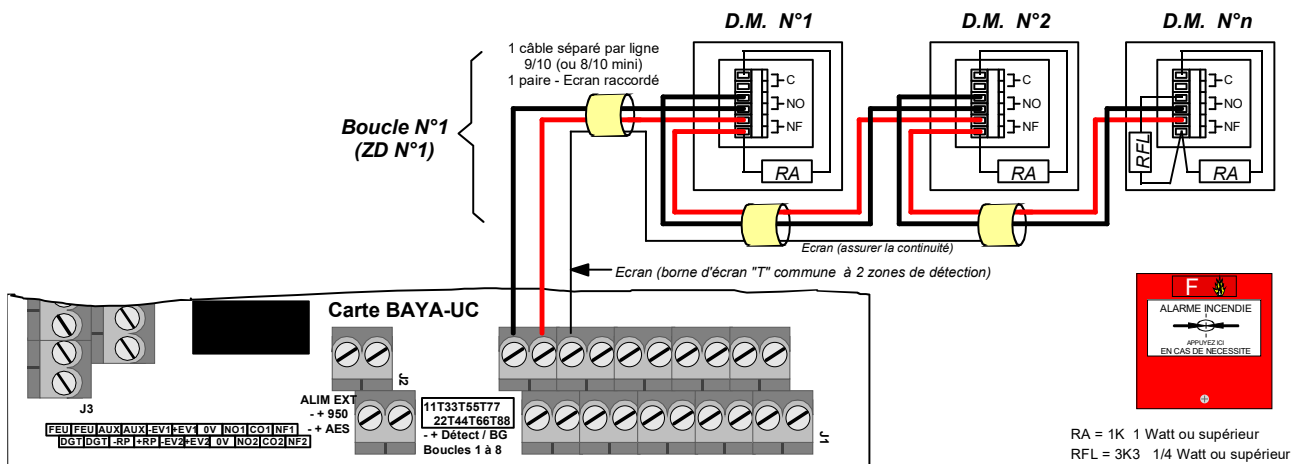 D.M. N°1
D.M. N°2
D.M. N°n
1 câble séparé par ligne
9/10 (ou 8/10 mini)
1 paire - Ecran raccordé
Boucle N°1
(ZD N°1)
C
NO
NF
RA
C
NO
NF
RA
C
NO
NF
RFL
RA
Ecran (assurer la continuité)
Ecran (borne d'écran "T" commune à 2 zones de détection)
Carte BAYA-UC
F
ALARME INCENDIE
APPUYEZ ICI
EN CAS DE NECESSITE
J3
J2
ALIM EXT
- + 950
- + AES
11T33T55T77
22T44T66T88
- + Détect / BG
Boucles 1 à 8
J1
FEU FEU AUX AUX -EV1 +EV1 0V NO1 CO1 NF1
DGT DGT -RP +RP -EV2 +EV2 0V NO2 CO2 NF2
RA = 1K 1 Watt ou supérieur
RFL = 3K3 1/4 Watt ou supérieur